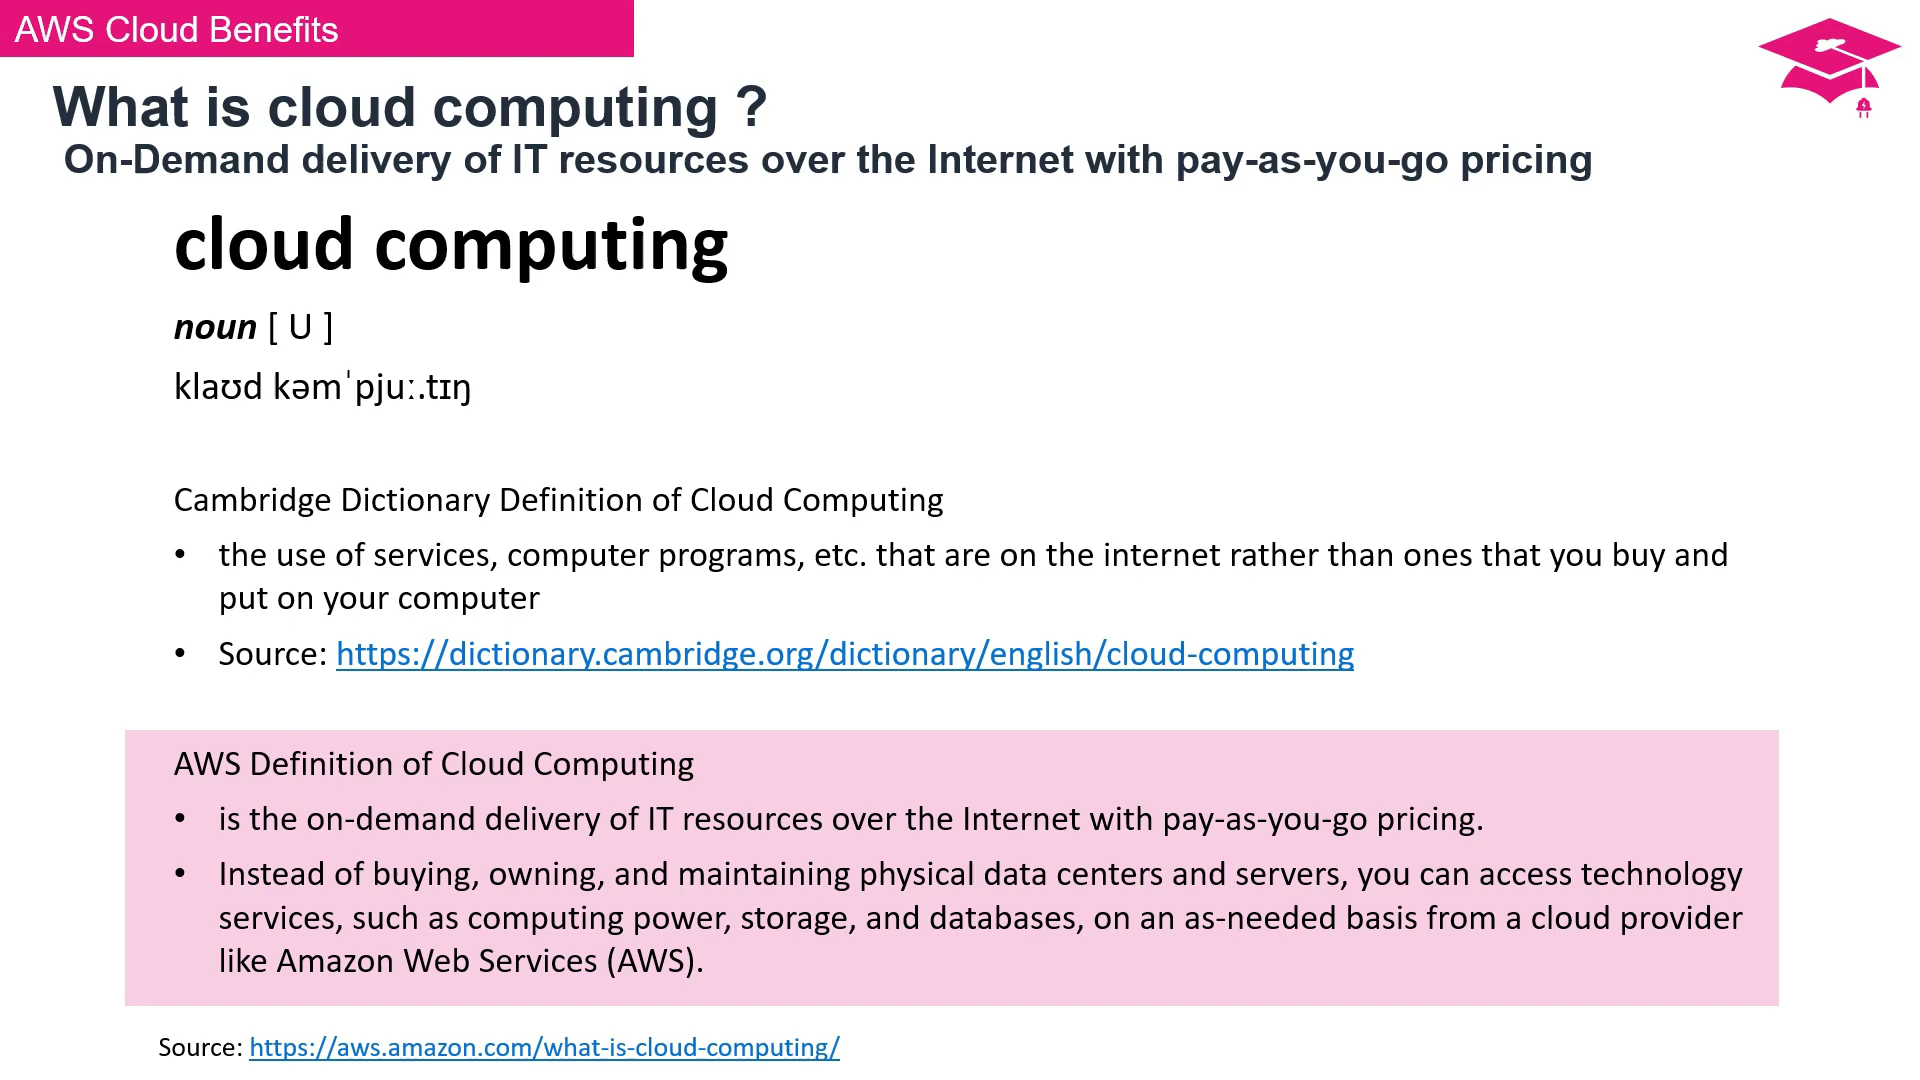 AWS Cloud Benefits
What is cloud computing ?
On-Demand delivery of IT resources over the Internet with pay-as-you-go pricing
cloud computing
noun [ U ]
klaʊd kəmˈpjuː.tɪŋ
Cambridge Dictionary Definition of Cloud Computing
• the use of services, computer programs, etc. that are on the internet rather than ones that you buy and
put on your computer
• Source: https://dictionary.cambridge.org/dictionary/english/cloud-computing
AWS Definition of Cloud Computing
• is the on-demand delivery of IT resources over the Internet with pay-as-you-go pricing.
• Instead of buying, owning, and maintaining physical data centers and servers, you can access technology
services, such as computing power, storage, and databases, on an as-needed basis from a cloud provider
like Amazon Web Services (AWS).
Source: https://aws.amazon.com/what-is-cloud-computing/